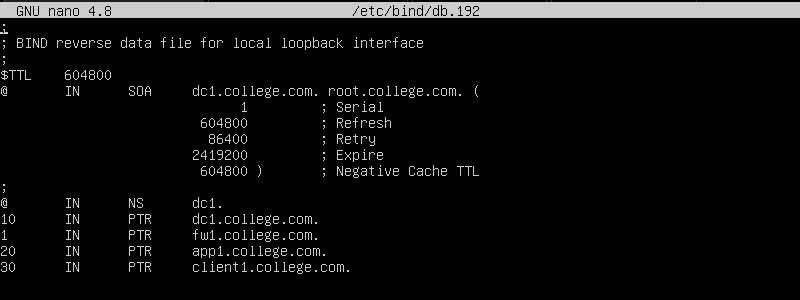 GNU nano 4.8 /etc/bind/db.192
;
; BIND reverse data file for local loopback interface
;
$TTL 604800
@ IN SOA dc1.college.com. root.college.com. (
1 ; Serial
604800 ; Refresh
86400 ; Retry
2419200 ; Expire
604800 ) ; Negative Cache TTL
;
@ IN NS dc1.
10 IN PTR dc1.college.com.
1 IN PTR fw1.college.com.
20 IN PTR app1.college.com.
30 IN PTR client1.college.com.